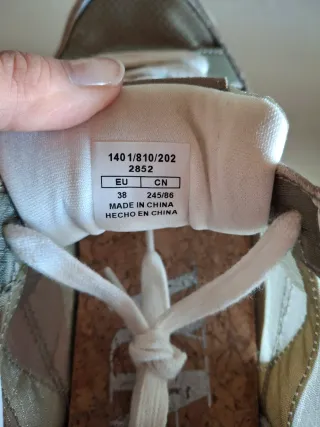 1401/810/202
2852
EU CN
38 245/86
MADE IN CHINA
HECHO EN CHINA